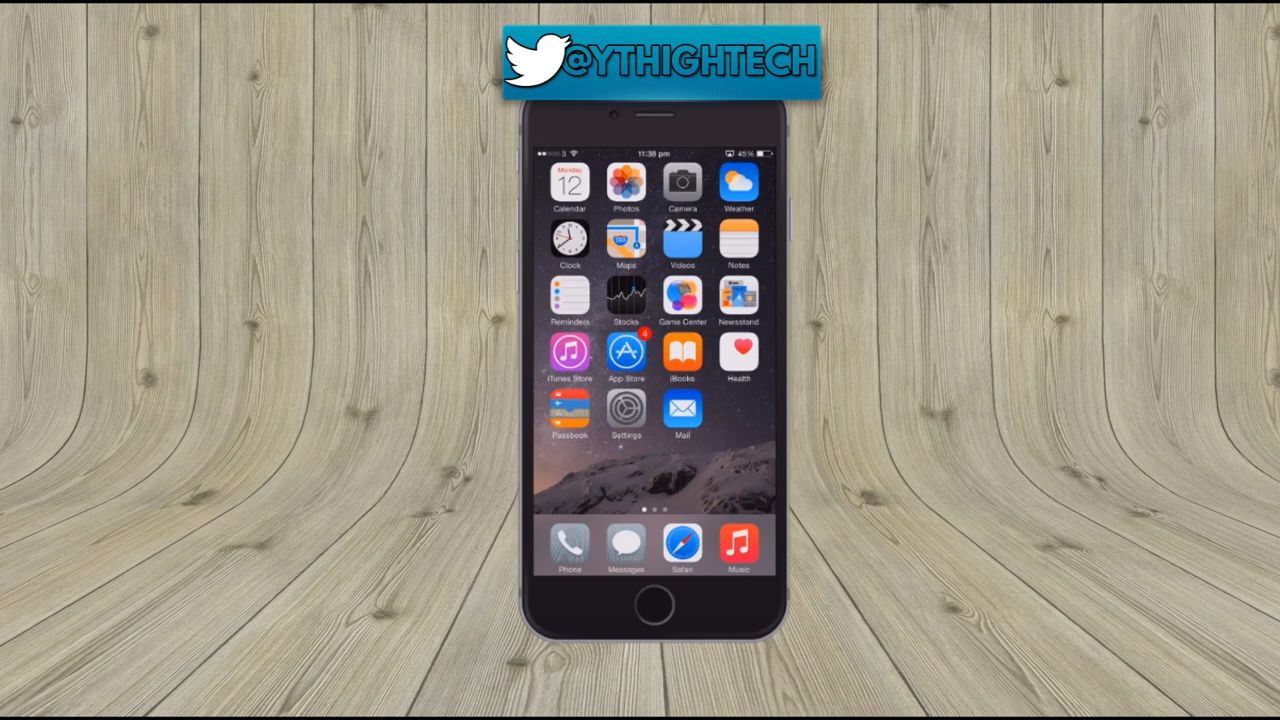 @YTHIGHTECH
3 11:38 pm 45%
Monday
12
Calendar Photos Camera Weather
280
Clock Maps Videos Notes
Reminders Stocks Game Center Newsstand
4
iTunes Store App Store iBooks Health
Passbook Settings Mail
Phone Messages Safari Music